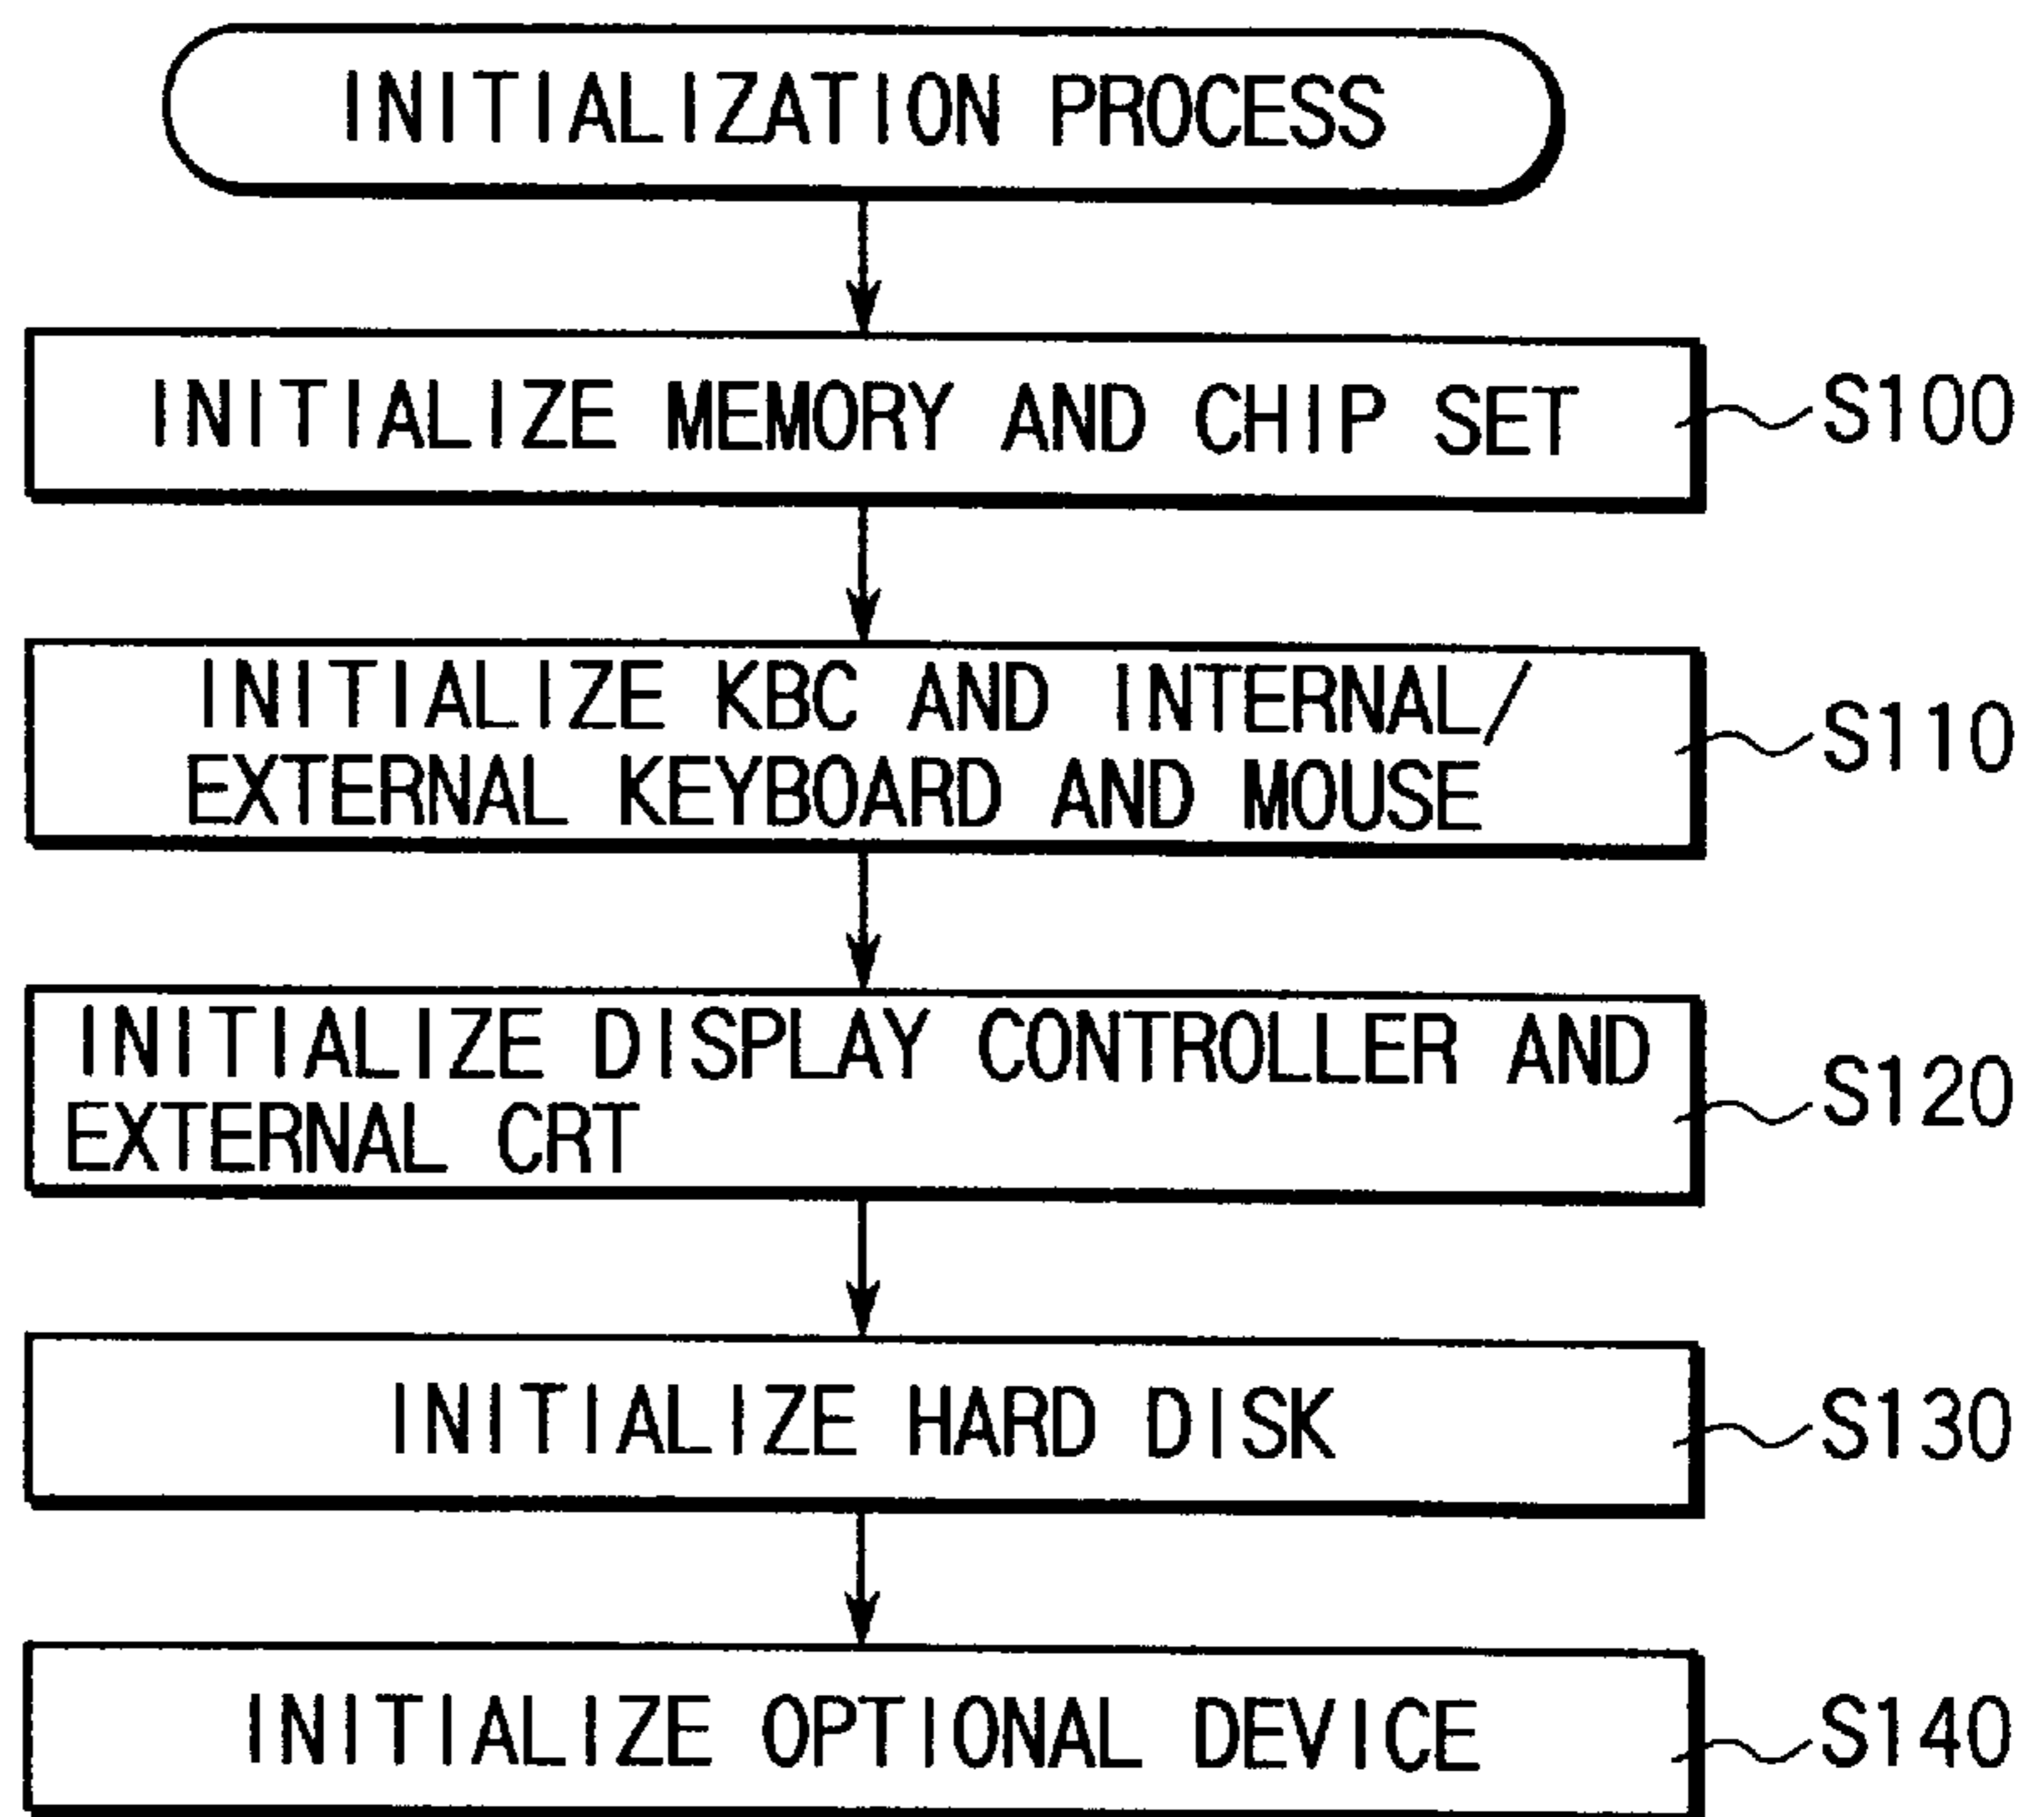 INITIALIZATION PROCESS
INITIALIZE MEMORY AND CHIP SET
S100
INITIALIZE KBC AND INTERNAL/
EXTERNAL KEYBOARD AND MOUSE
S110
INITIALIZE DISPLAY CONTROLLER AND
EXTERNAL CRT
S120
INITIALIZE HARD DISK
S130
INITIALIZE OPTIONAL DEVICE
S140